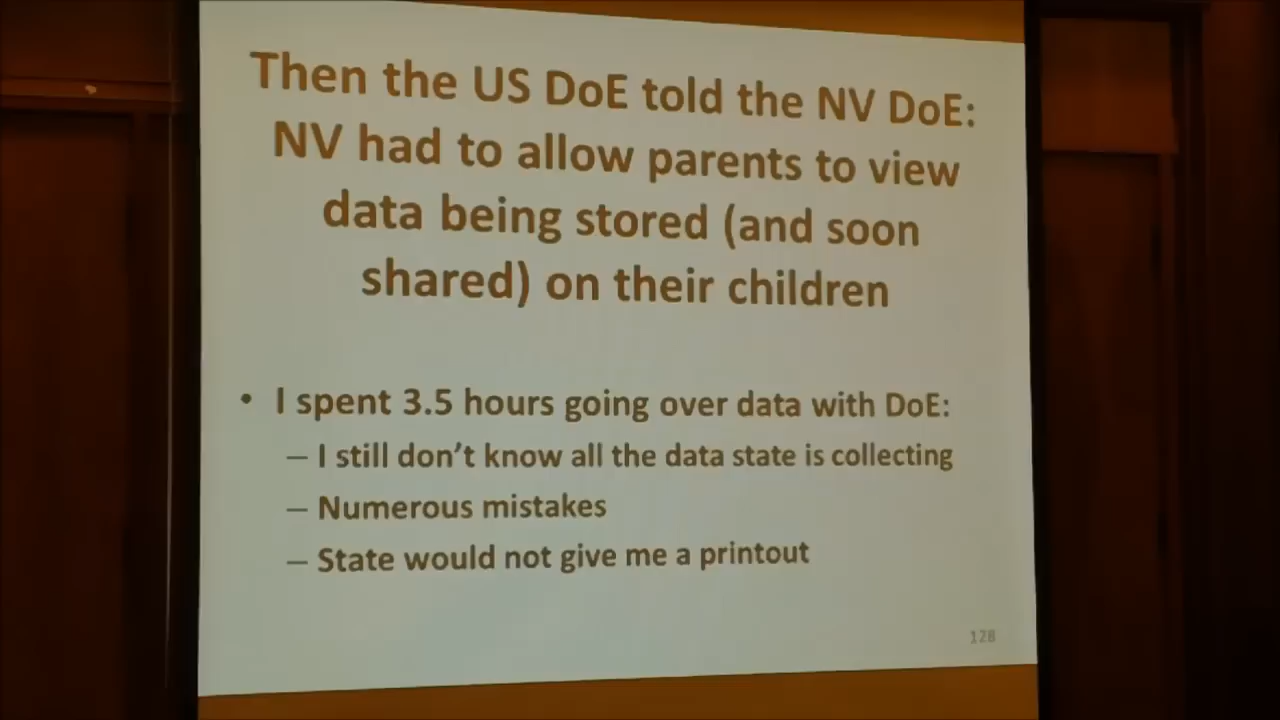 Then the US DoE told the NV DoE:
NV had to allow parents to view
data being stored (and soon
shared) on their children
• I spent 3.5 hours going over data with DoE:
– I still don't know all the data state is collecting
– Numerous mistakes
– State would not give me a printout
128